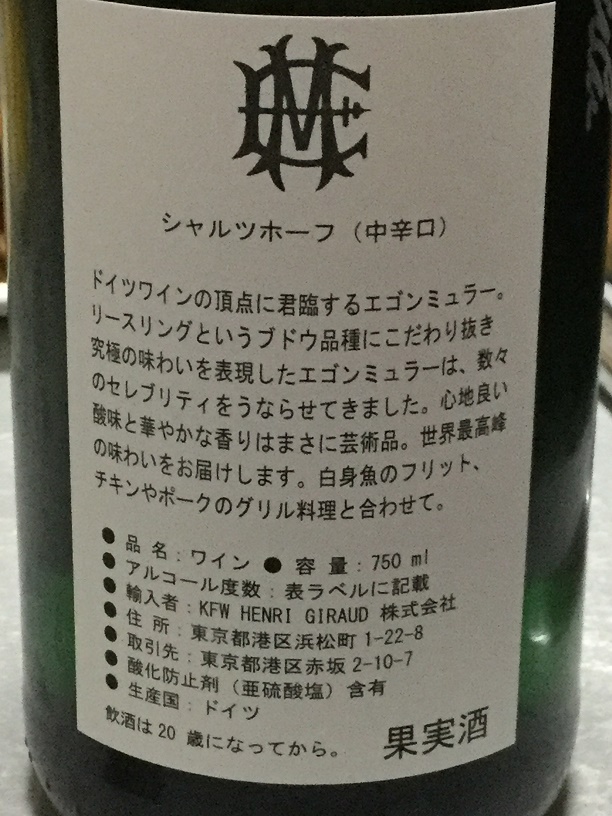 シャルツホーフ（中辛口）
ドイツワインの頂点に君臨するエゴンミュラー。
リースリングというブドウ品種にこだわり抜き
究極の味わいを表現したエゴンミュラーは、数々
のセレブリティをうならせてきました。心地良い
酸味と華やかな香りはまさに芸術品。世界最高峰
の味わいをお届けします。白身魚のフリット、
チキンやポークのグリル料理と合わせて。
● 品 名：ワイン ● 容 量：750 ml
● アルコール度数：表ラベルに記載
● 輸入者：KFW HENRI GIRAUD 株式会社
● 住 所：東京都港区浜松町 1-22-8
● 取引先：東京都港区赤坂 2-10-7
● 酸化防止剤（亜硫酸塩）含有
● 生産国：ドイツ
飲酒は20 歳になってから。 果実酒